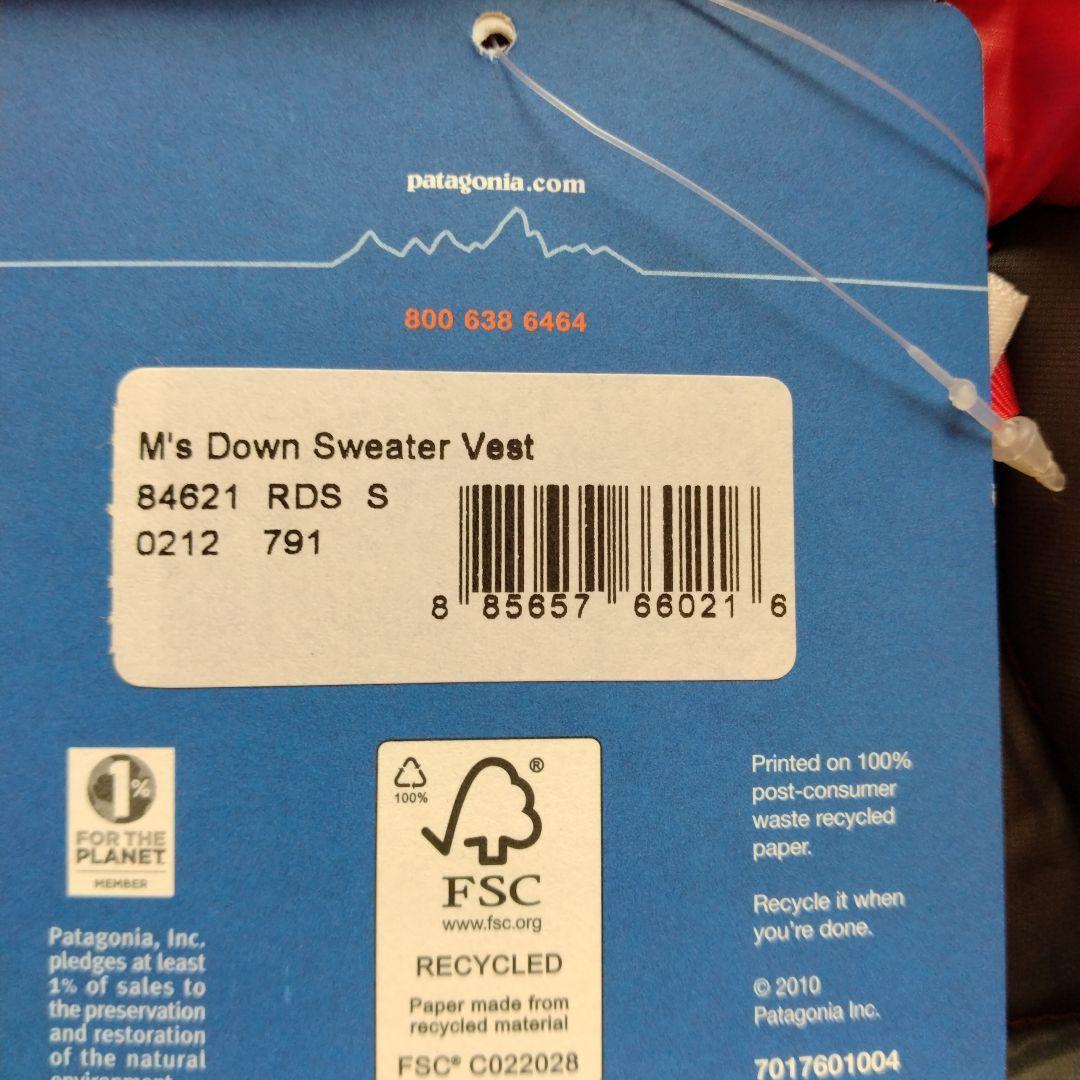 patagonia.com
800 638 6464
M's Down Sweater Vest
84621 RDS S
0212 791
8 85657 66021 6
1%
FOR THE
PLANET
MEMBER
Patagonia, Inc.
pledges at least
1% of sales to
the preservation
and restoration
of the natural
environment
100%
®
FSC
www.fsc.org
RECYCLED
Paper made from
recycled material
FSC® C022028
Printed on 100%
post-consumer
waste recycled
paper.
Recycle it when
you're done.
© 2010
Patagonia Inc.
7017601004